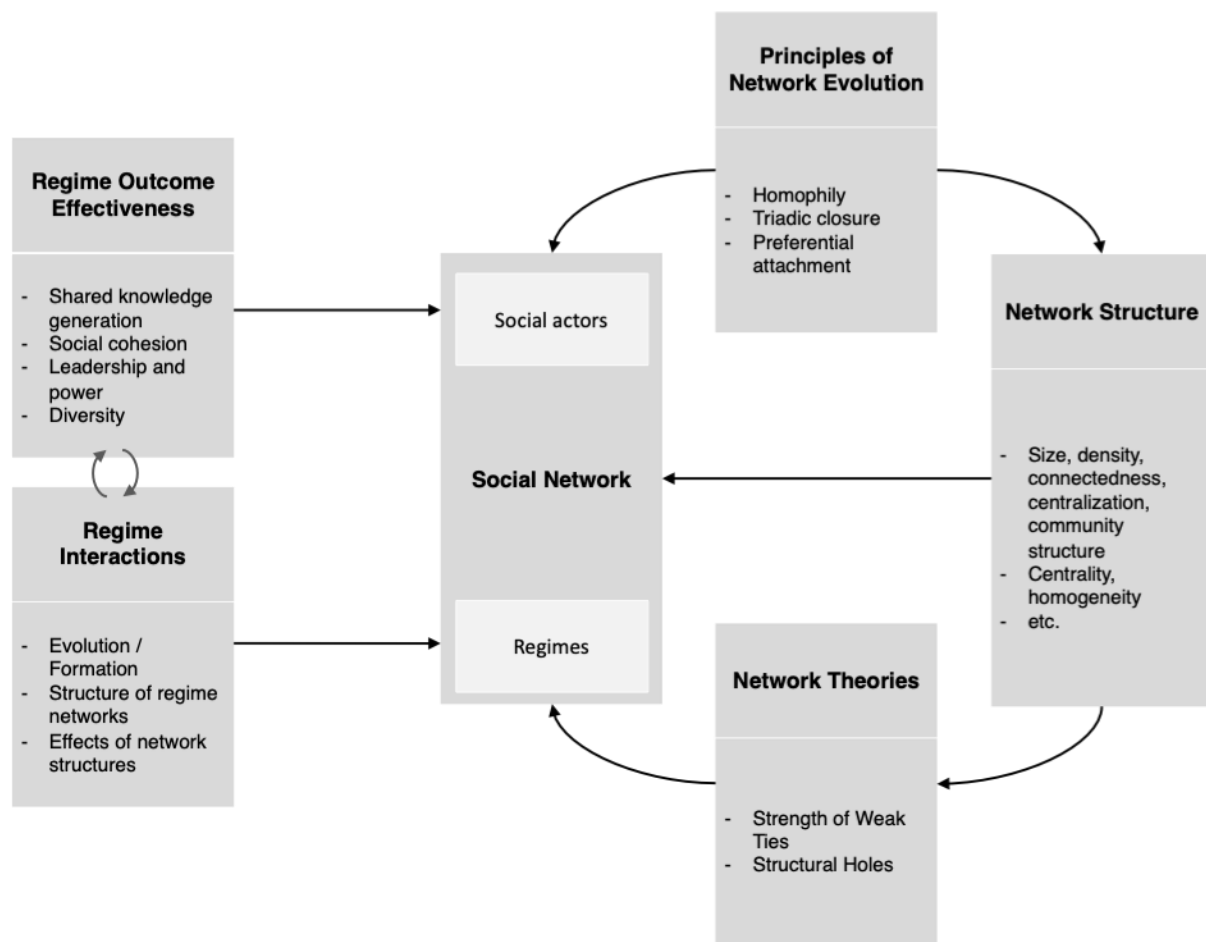 Principles of
Network Evolution
- Homophily
- Triadic closure
- Preferential
attachment
Regime Outcome
Effectiveness
- Shared knowledge
generation
- Social cohesion
- Leadership and
power
- Diversity
Regime
Interactions
- Evolution /
Formation
- Structure of regime
networks
- Effects of network
structures
Social actors
Social Network
Regimes
Network Structure
- Size, density,
connectedness,
centralization,
community
structure
- Centrality,
homogeneity
- etc.
Network Theories
- Strength of Weak
Ties
- Structural Holes